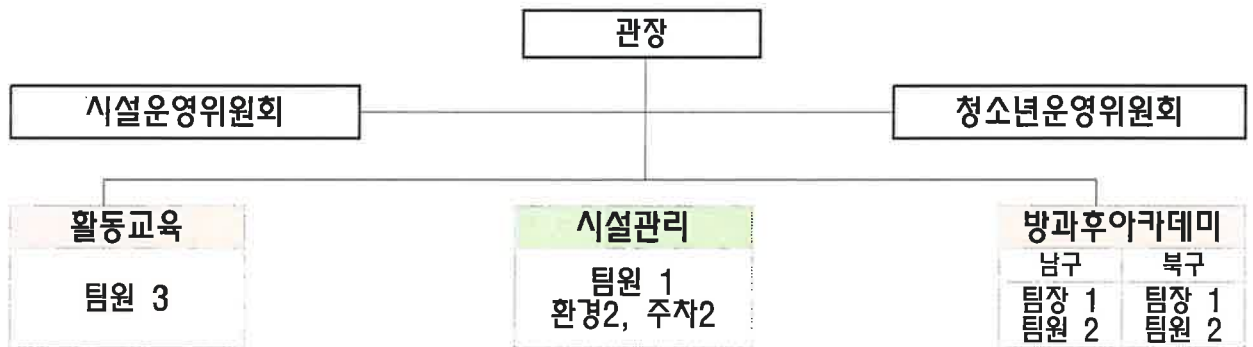 관장
시설운영위원회
청소년운영위원회
활동교육
팀원 3
시설관리
팀원 1
환경2, 주차2
방과후아카데미
남구 북구
팀장 1 팀장 1
팀원 2 팀원 2